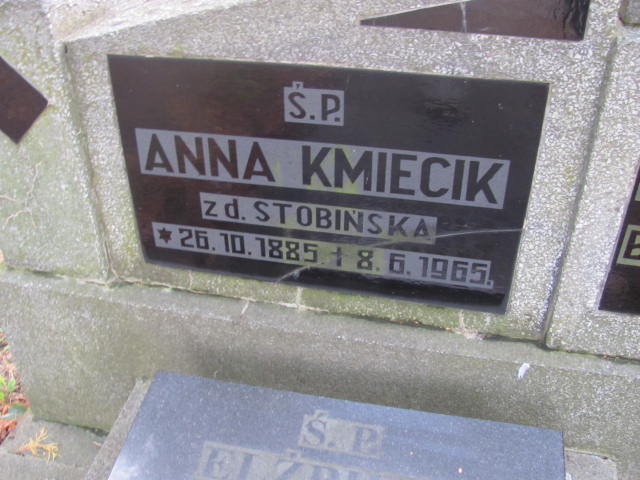 Ś.P.
ANNA KMIECIK
z d. STOBIŃSKA
* 26.10.1885 † 8.6.1965.
Ś.P.